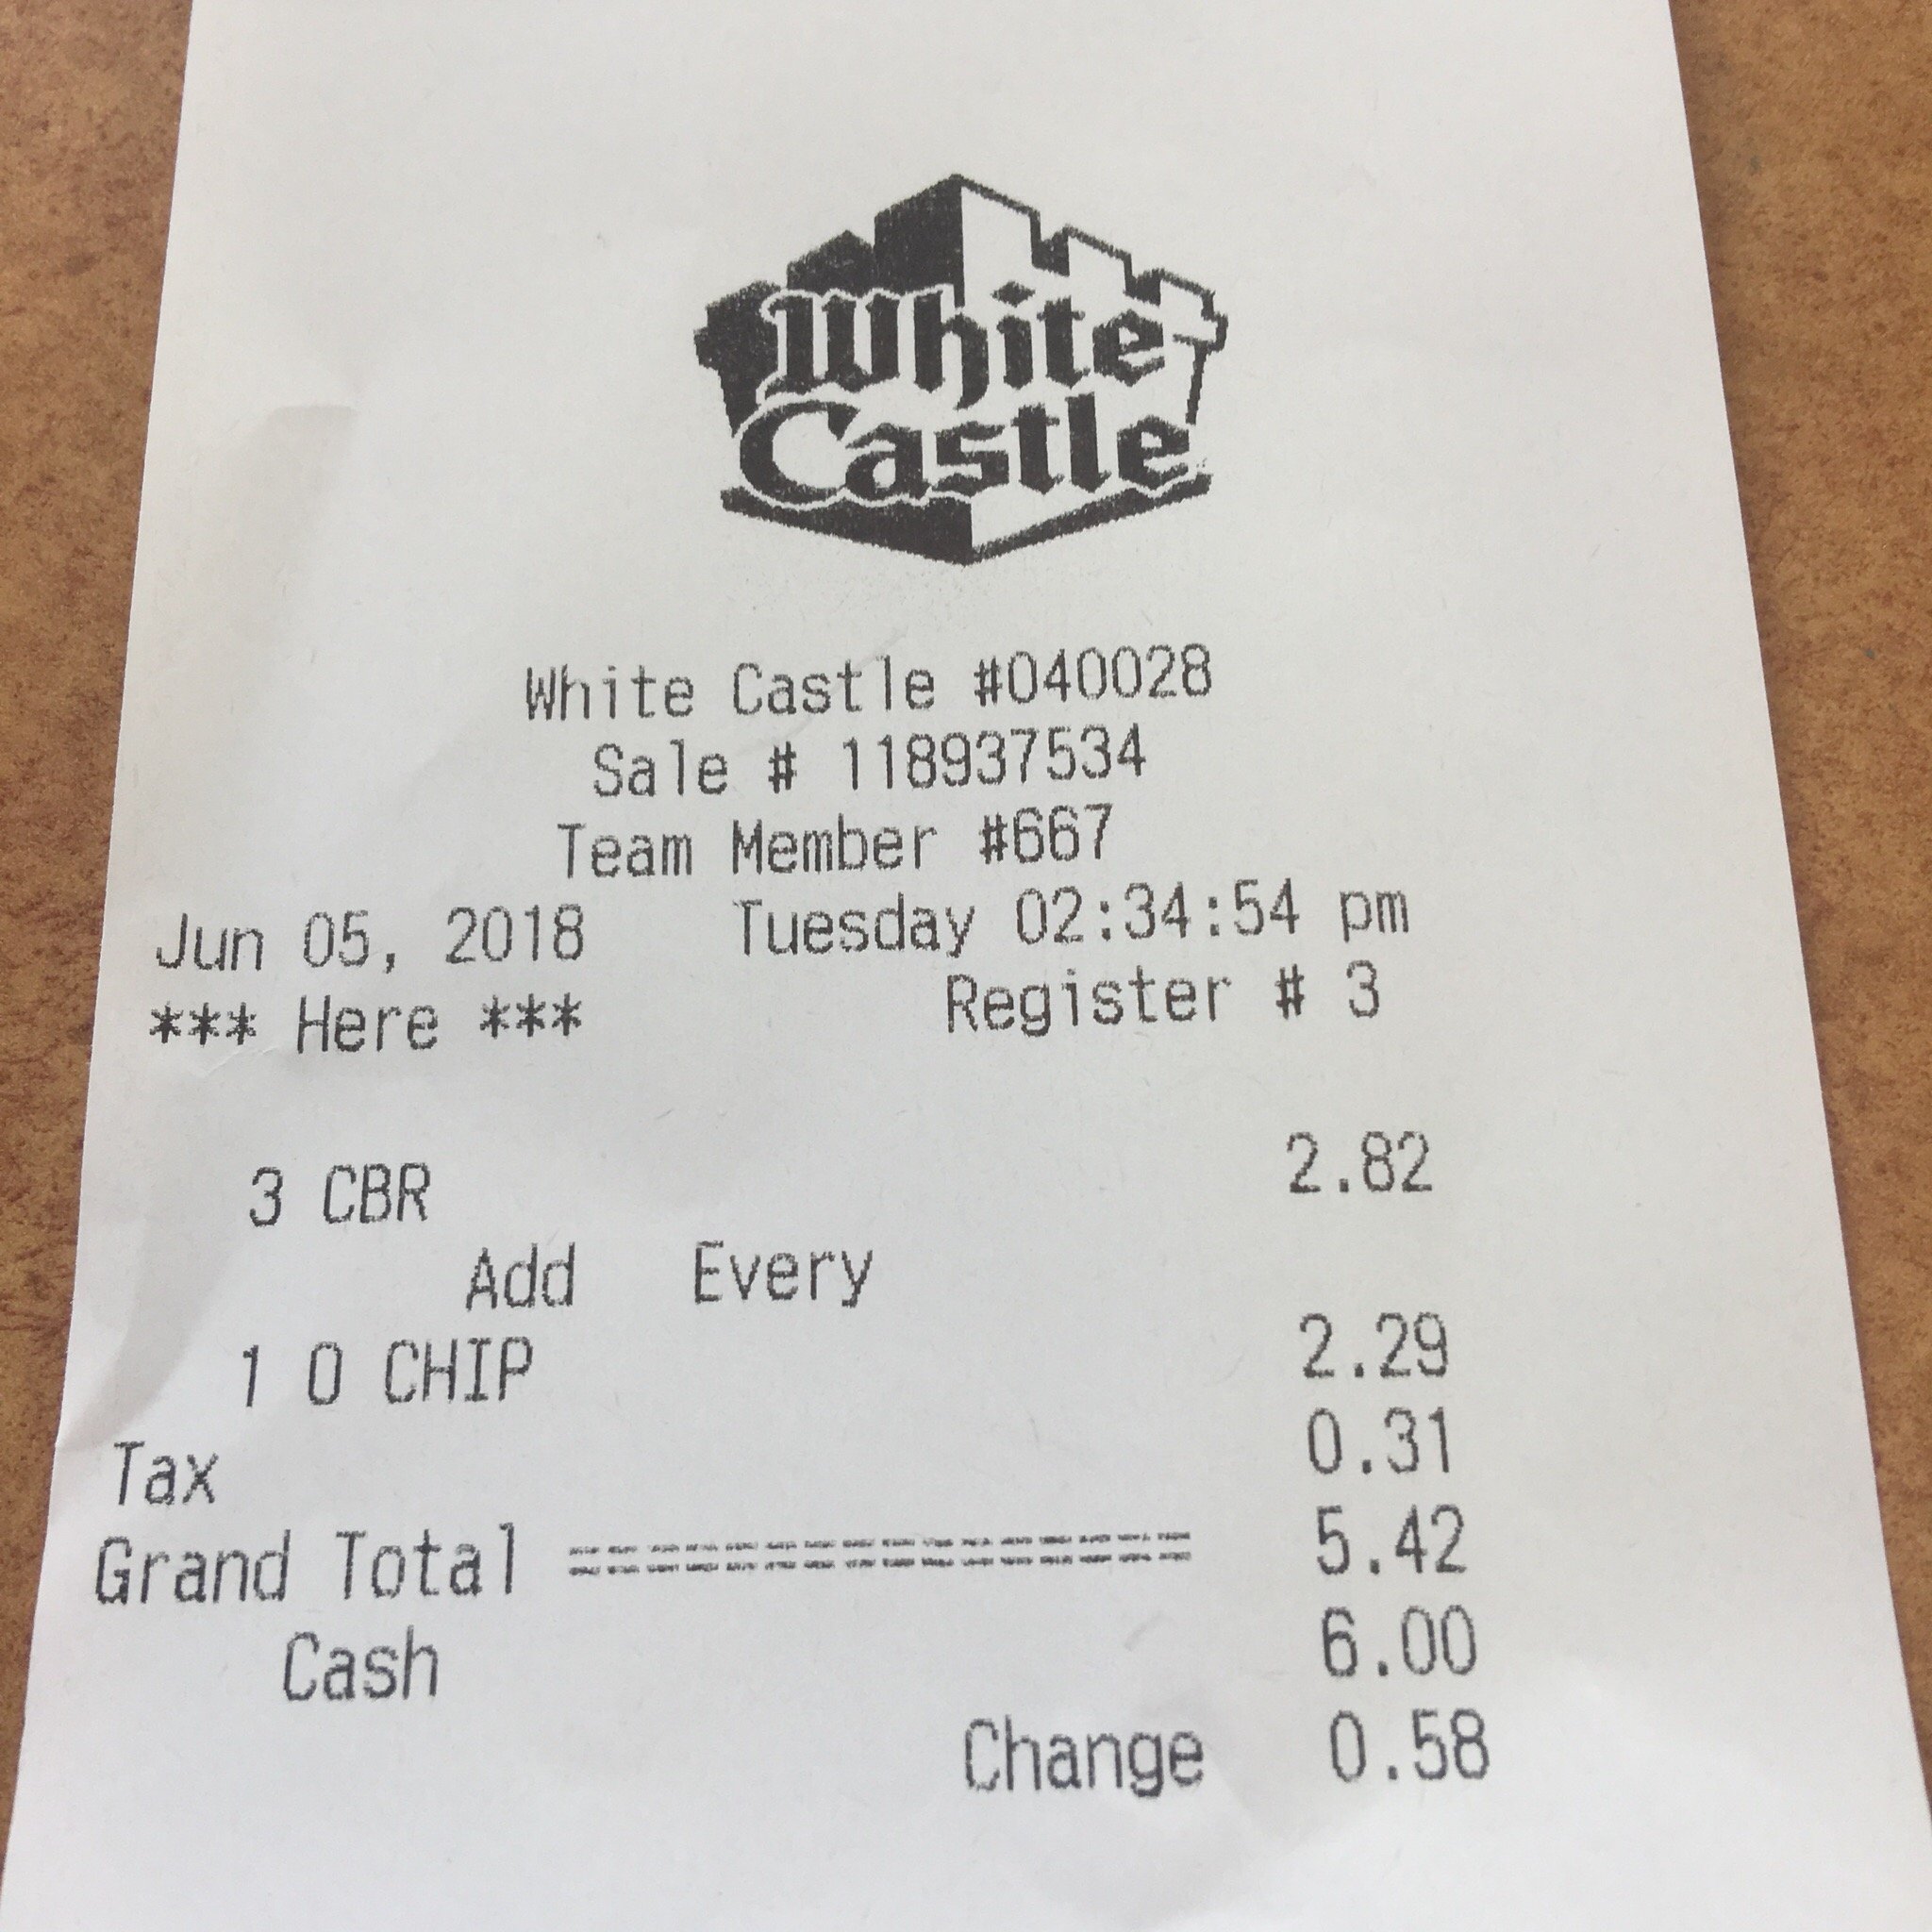 White
Castle
White Castle #040028
Sale # 118937534
Team Member #667
Jun 05, 2018 Tuesday 02:34:54 pm
*** Here *** Register # 3
3 CBR 2.82
Add Every
1 O CHIP 2.29
Tax 0.31
Grand Total ================ 5.42
Cash 6.00
Change 0.58